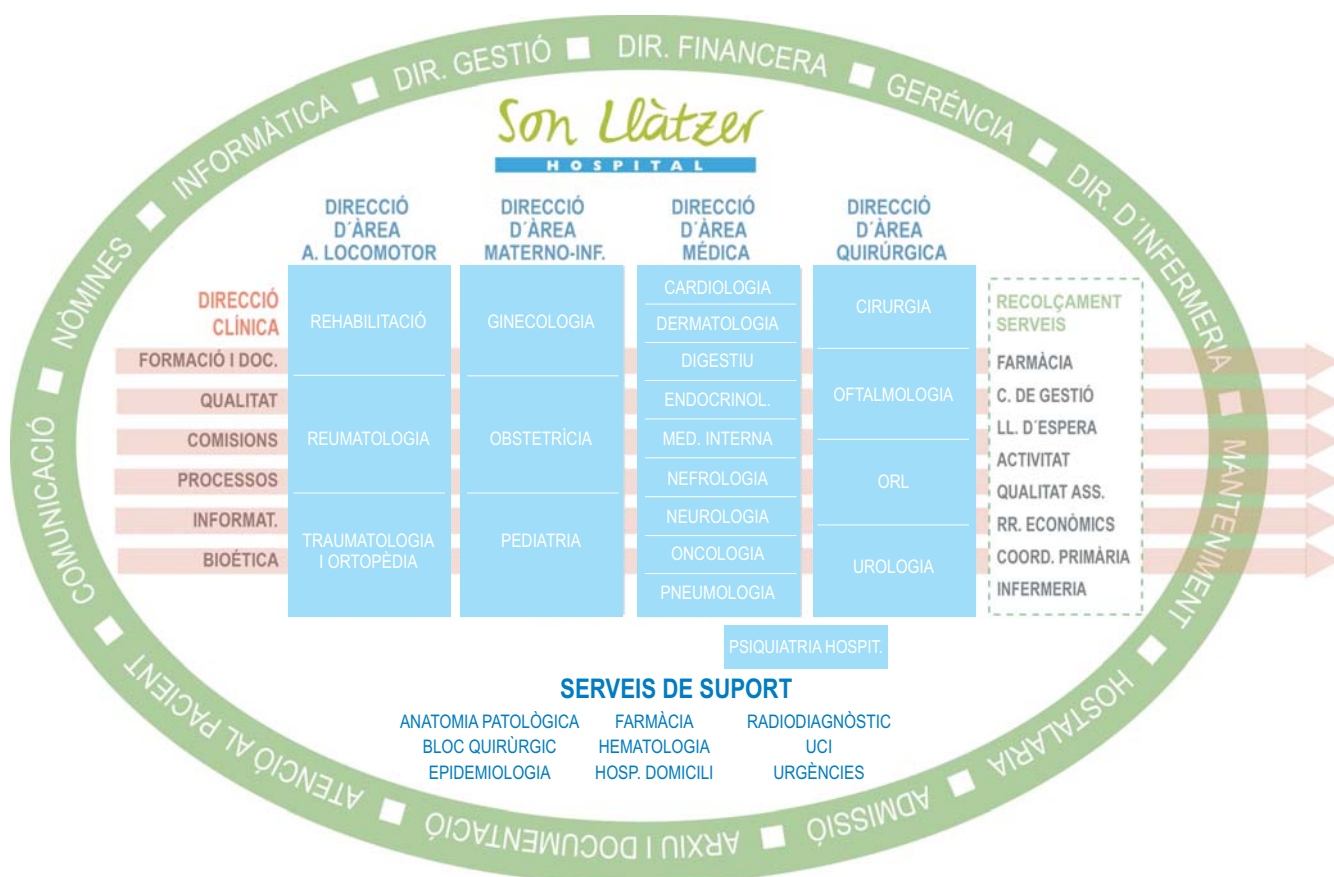 DIR. GESTIÓ
DIR. FINANCERA
GERÉNCIA
DIR. D´INFERMERIA
MANTENIMENT
HOSTALARIA
ADMISSIÓ
ARXIU I DOCUMENTACIÓ
ATENCIÓ AL PACIENT
COMUNICACIÓ
NÒMINES
INFORMÀTICA
Son Llàtzer
HOSPITAL
DIRECCIÓ
D´ÀREA
A. LOCOMOTOR
DIRECCIÓ
D´ÀREA
MATERNO-INF.
DIRECCIÓ
D´ÀREA
MÉDICA
DIRECCIÓ
D´ÀREA
QUIRÚRGICA
DIRECCIÓ
CLÍNICA
FORMACIÓ I DOC.
QUALITAT
COMISIONS
PROCESSOS
INFORMAT.
BIOÉTICA
REHABILITACIÓ
REUMATOLOGIA
TRAUMATOLOGIA
I ORTOPÈDIA
GINECOLOGIA
OBSTETRÍCIA
PEDIATRIA
CARDIOLOGIA
DERMATOLOGIA
DIGESTIU
ENDOCRINOL.
MED. INTERNA
NEFROLOGIA
NEUROLOGIA
ONCOLOGIA
PNEUMOLOGIA
CIRURGIA
OFTALMOLOGIA
ORL
UROLOGIA
RECOLÇAMENT
SERVEIS
FARMÀCIA
C. DE GESTIÓ
LL. D´ESPERA
ACTIVITAT
QUALITAT ASS.
RR. ECONÒMICS
COORD. PRIMÀRIA
INFERMERIA
PSIQUIATRIA HOSPIT.
SERVEIS DE SUPORT
ANATOMIA PATOLÒGICA
BLOC QUIRÙRGIC
EPIDEMIOLOGIA
FARMÀCIA
HEMATOLOGIA
HOSP. DOMICILI
RADIODIAGNÒSTIC
UCI
URGÈNCIES